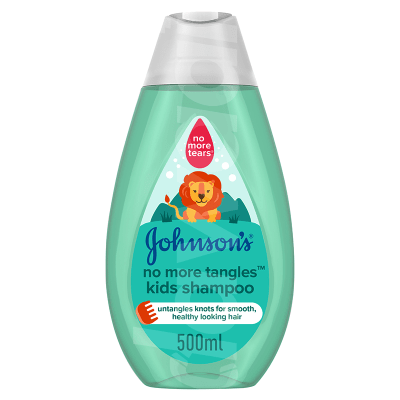 no
more
tears®
Johnson's®
no more tangles™
kids shampoo
untangles knots for smooth,
healthy looking hair
500ml